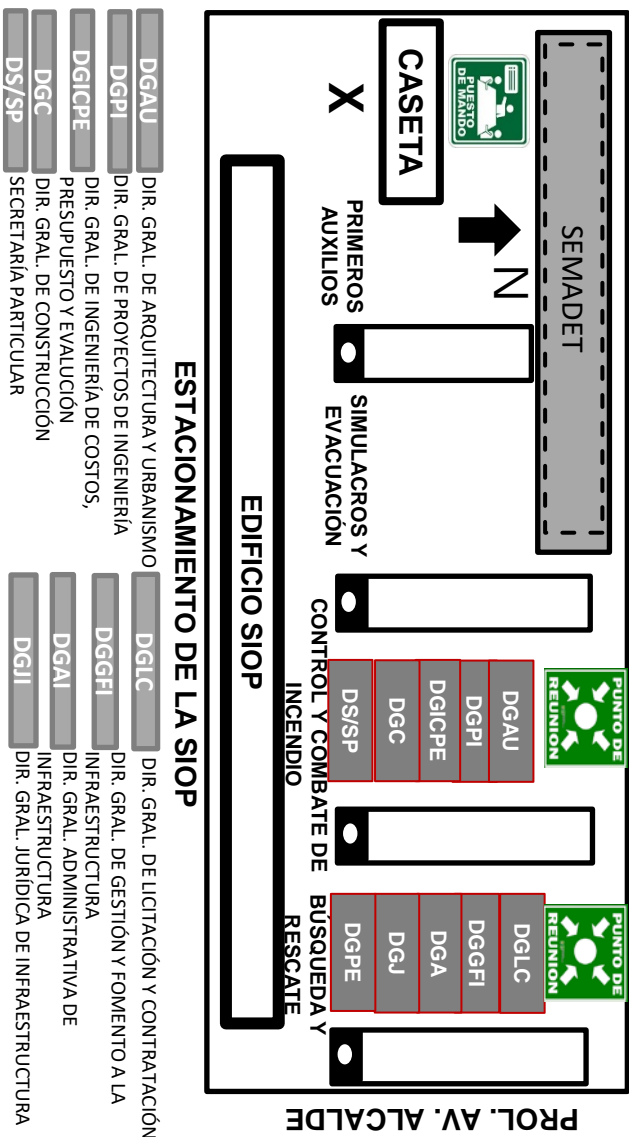 SEMADET
PUESTO
DE MANDO
CASETA
X
N
PRIMEROS
AUXILIOS
SIMULACROS Y
EVACUACIÓN
CONTROL Y COMBATE DE
INCENDIO
BÚSQUEDA Y
RESCATE
PUNTO DE
REUNION
DGAU
DGPI
DGICPE
DGC
DS/SP
PUNTO DE
REUNION
DGLC
DGGFI
DGA
DGJ
DGPE
EDIFICIO SIOP
PROL. AV. ALCALDE
ESTACIONAMIENTO DE LA SIOP
DGAU DIR. GRAL. DE ARQUITECTURA Y URBANISMO
DGPI DIR. GRAL. DE PROYECTOS DE INGENIERÍA
DGICPE DIR. GRAL. DE INGENIERÍA DE COSTOS,
PRESUPUESTO Y EVALUCIÓN
DGC DIR. GRAL. DE CONSTRUCCIÓN
DS/SP SECRETARÍA PARTICULAR
DGLC DIR. GRAL. DE LICITACIÓN Y CONTRATACIÓN
DGGFI DIR. GRAL. DE GESTIÓN Y FOMENTO A LA
INFRAESTRUCTURA
DGAI DIR. GRAL. ADMINISTRATIVA DE
INFRAESTRUCTURA
DGJI DIR. GRAL. JURÍDICA DE INFRAESTRUCTURA